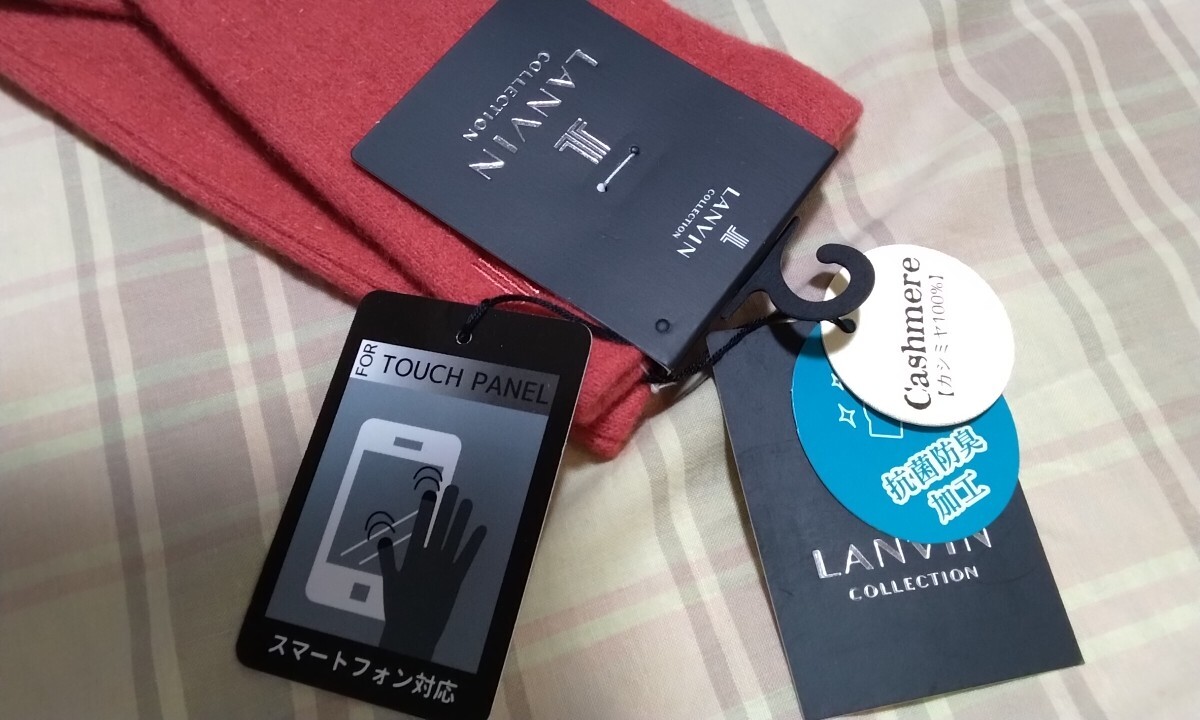 LANVIN
COLLECTION
LANVIN
COLLECTION
FOR
TOUCH PANEL
スマートフォン対応
Cashmere
【カシミヤ100%】
抗菌防臭
加工
LANVIN
COLLECTION